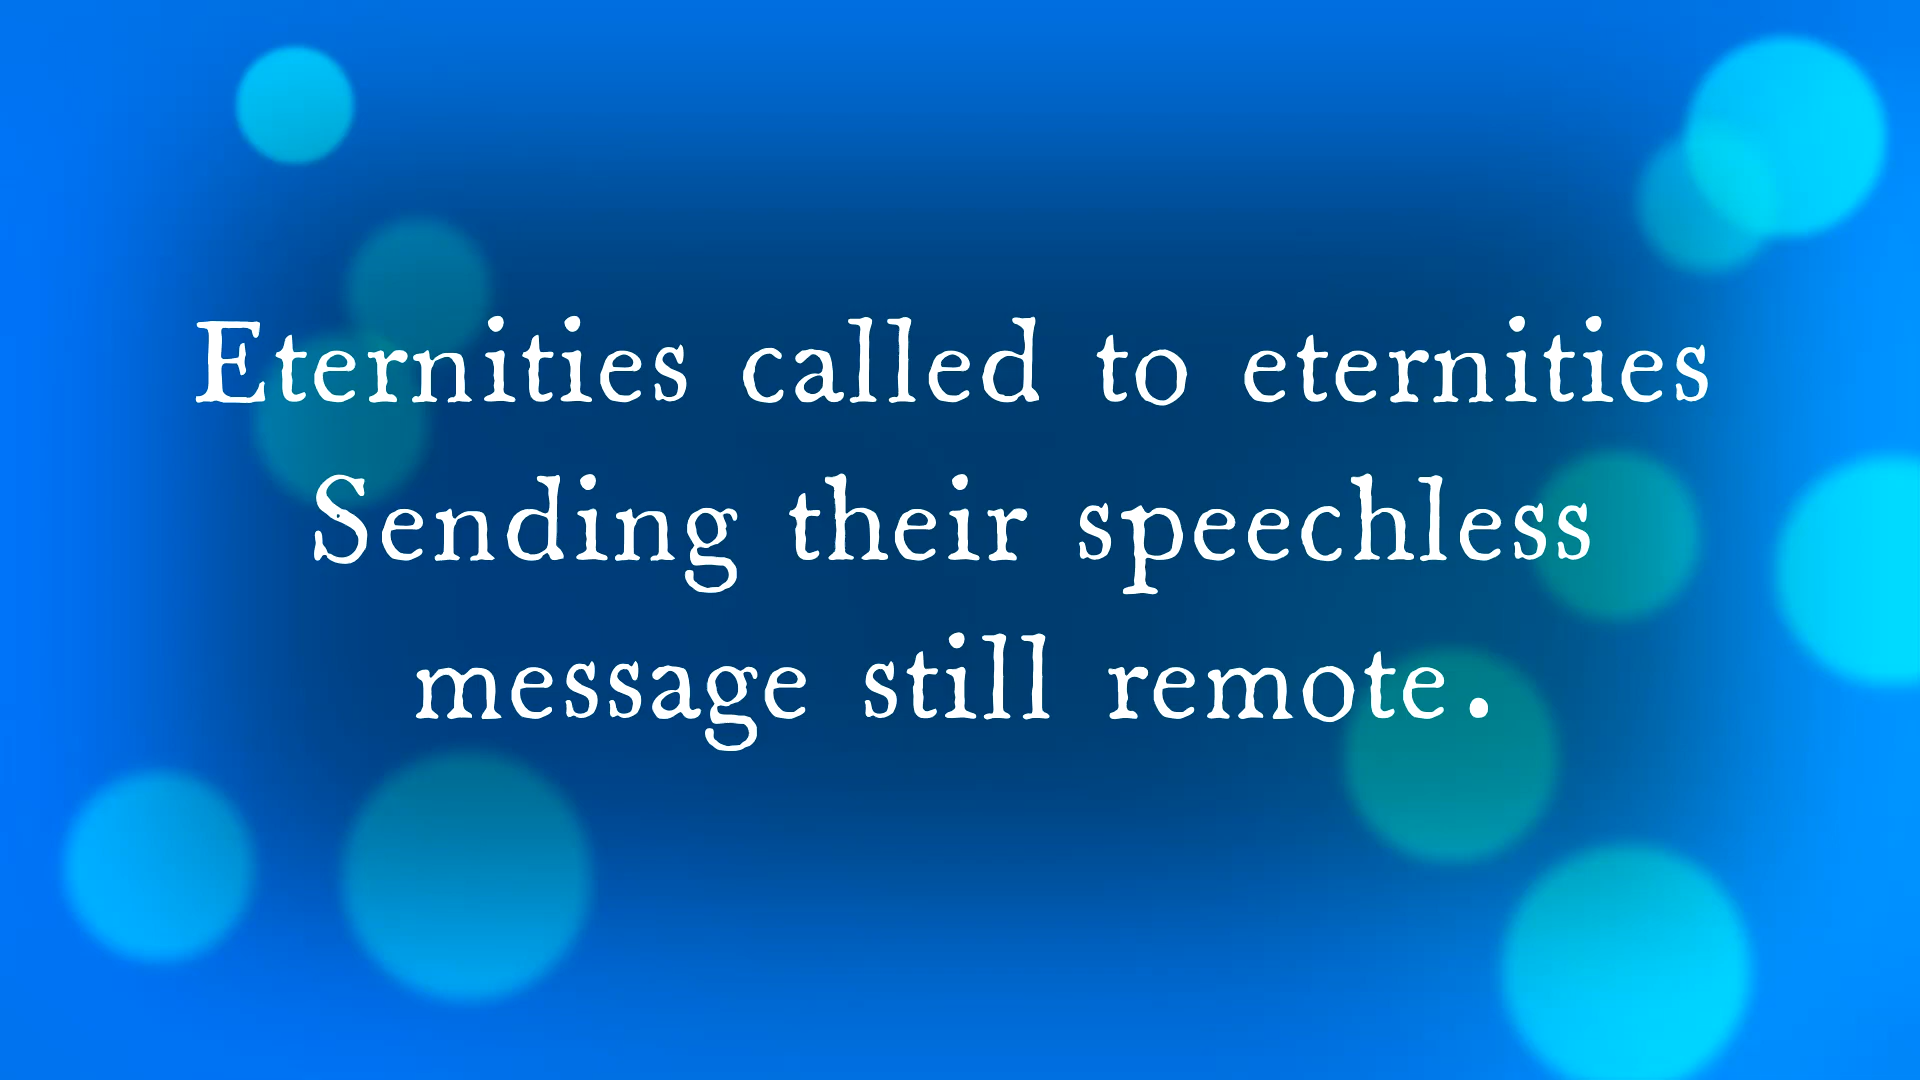 Eternities called to eternities
Sending their speechless
message still remote.